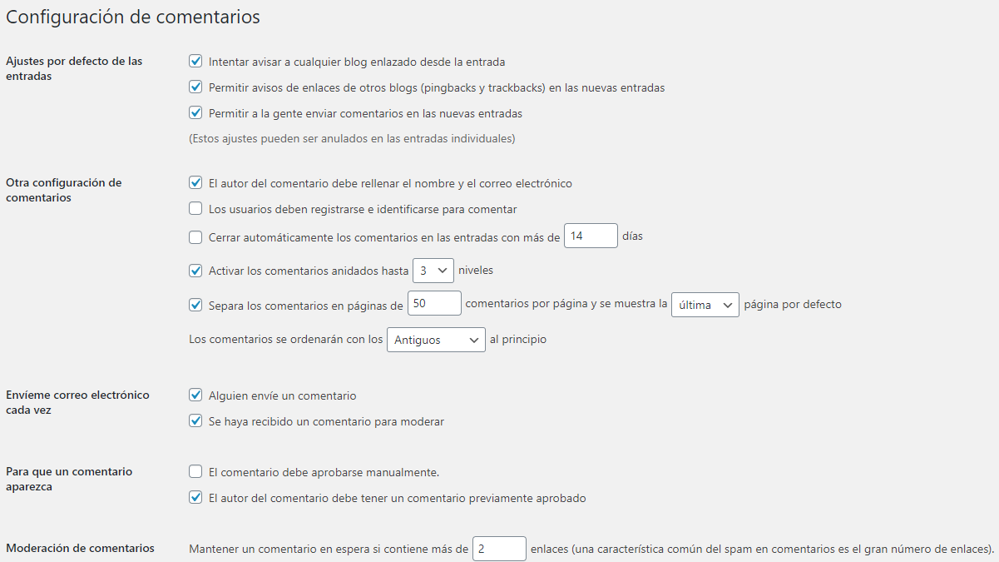 Configuración de comentarios
Ajustes por defecto de las
entradas
Intentar avisar a cualquier blog enlazado desde la entrada
Permitir avisos de enlaces de otros blogs (pingbacks y trackbacks) en las nuevas entradas
Permitir a la gente enviar comentarios en las nuevas entradas
(Estos ajustes pueden ser anulados en las entradas individuales)
Otra configuración de
comentarios
El autor del comentario debe rellenar el nombre y el correo electrónico
Los usuarios deben registrarse e identificarse para comentar
Cerrar automáticamente los comentarios en las entradas con más de 14 días
Activar los comentarios anidados hasta 3 niveles
Separa los comentarios en páginas de 50 comentarios por página y se muestra la última página por defecto
Los comentarios se ordenarán con los Antiguos al principio
Envíeme correo electrónico
cada vez
Alguien envíe un comentario
Se haya recibido un comentario para moderar
Para que un comentario
aparezca
El comentario debe aprobarse manualmente.
El autor del comentario debe tener un comentario previamente aprobado
Moderación de comentarios
Mantener un comentario en espera si contiene más de 2 enlaces (una característica común del spam en comentarios es el gran número de enlaces).